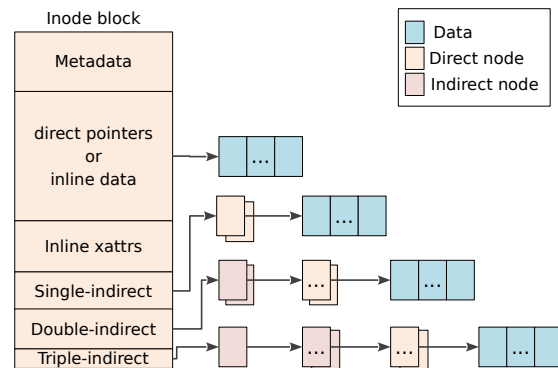 Inode block
Metadata
direct pointers
or
inline data
Inline xattrs
Single-indirect
Double-indirect
Triple-indirect
...
...
...
...
...
...
...
Data
Direct node
Indirect node